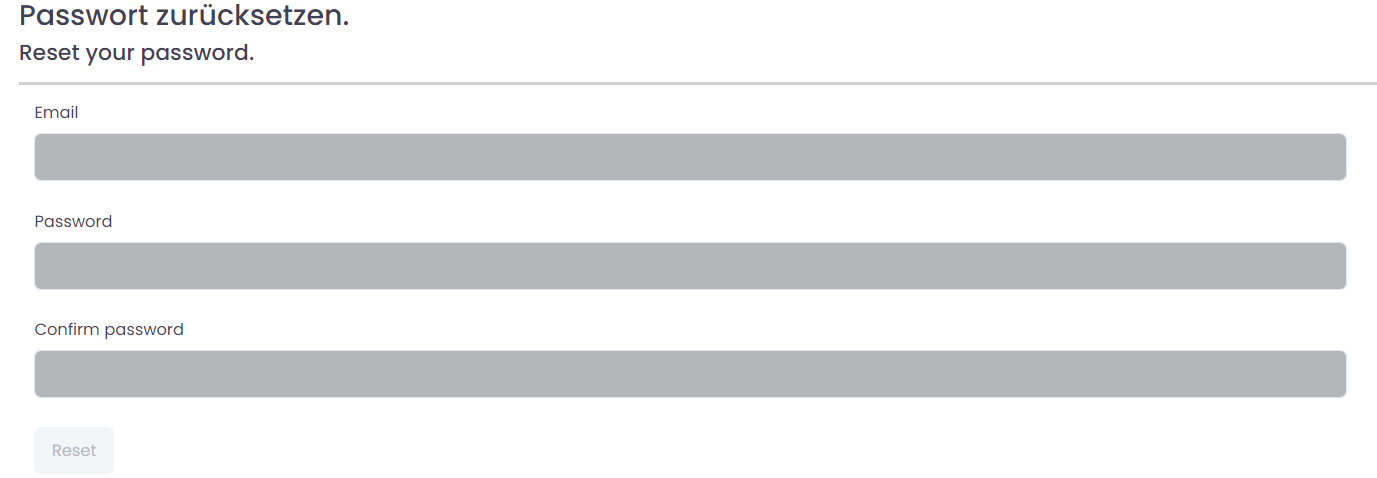 Passwort zurücksetzen.
Reset your password.
Email
Password
Confirm password
Reset